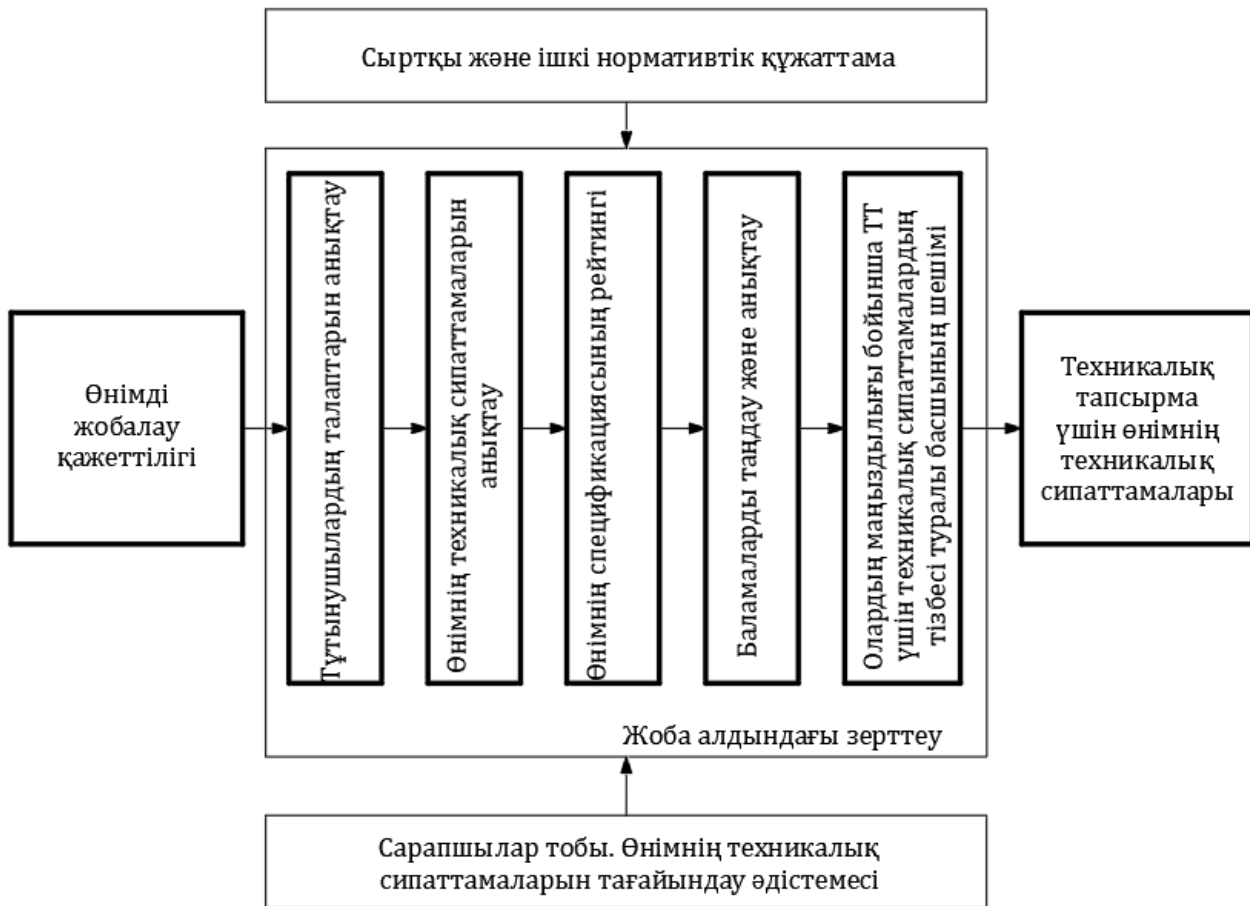 Сыртқы және ішкі нормативтік құжаттама
Өнімді
жобалау
қажеттілігі
Тұтынушылардың талаптарын анықтау
Өнімнің техникалық сипаттамаларын
анықтау
Өнімнің спецификациясының рейтингі
Баламаларды таңдау және анықтау
Олардың маңыздылығы бойынша ТТ
үшін техникалық сипаттамалардың
тізбесі туралы басшының шешімі
Техникалық
тапсырма
үшін өнімнің
техникалық
сипаттамалары
Жоба алдындағы зерттеу
Сарапшылар тобы. Өнімнің техникалық
сипаттамаларын тағайындау әдістемесі